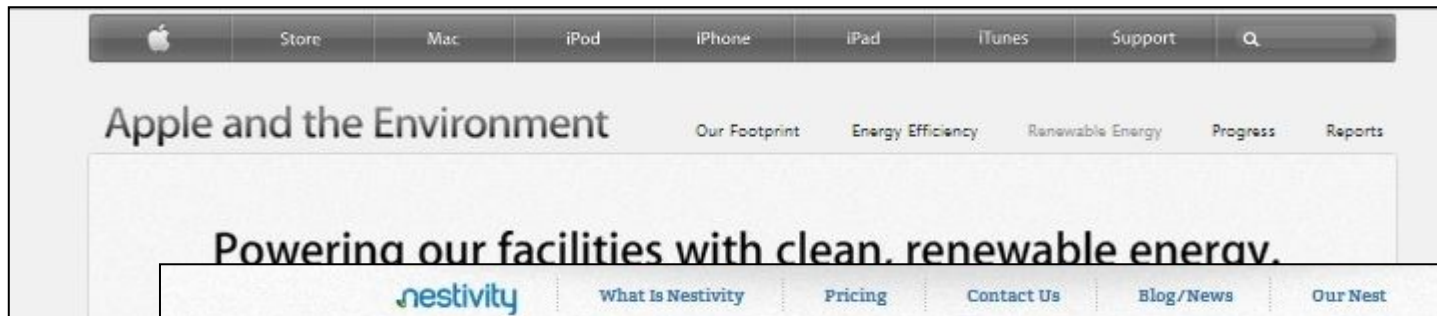 Store Mac iPod iPhone iPad iTunes Support
Apple and the Environment Our Footprint Energy Efficiency Renewable Energy Progress Reports
Powering our facilities with clean, renewable energy.
nestivity What Is Nestivity Pricing Contact Us Blog/News Our Nest